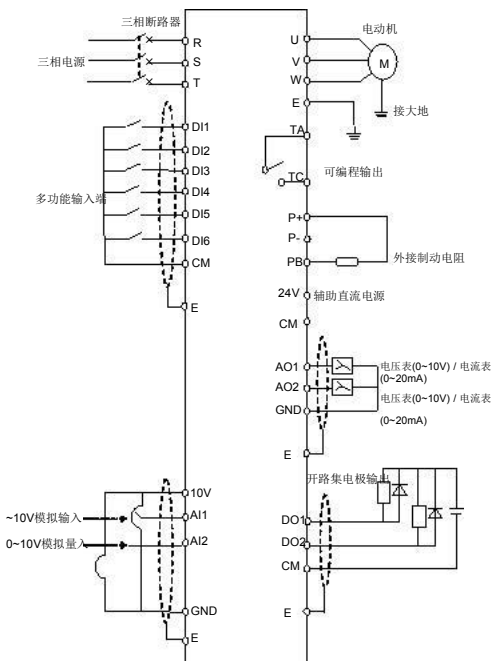 三相断路器
三相电源
R
S
T
DI1
DI2
DI3
DI4
DI5
DI6
CM
多功能输入端
E
10V
~10V模拟输入
AI1
0~10V模拟量入
AI2
GND
E
U
V
W
E
电动机
M
接大地
TA
TC
可编程输出
P+
P-
PB
外接制动电阻
24V
辅助直流电源
CM
AO1
电压表(0~10V) / 电流表
(0~20mA)
AO2
电压表(0~10V) / 电流表
(0~20mA)
GND
E
开路集电极输出
DO1
DO2
CM
E